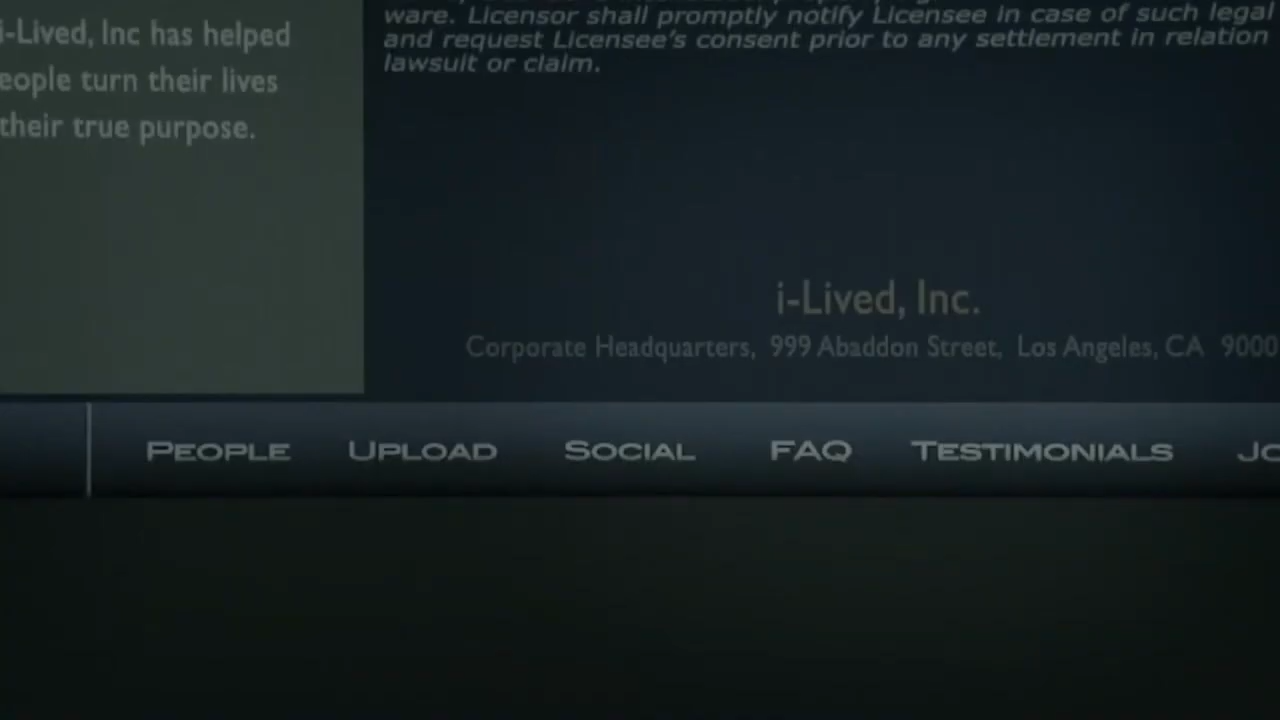 i-Lived, Inc has helped
eople turn their lives
their true purpose.
ware. Licensor shall promptly notify Licensee in case of such legal
and request Licensee's consent prior to any settlement in relation
lawsuit or claim.
i-Lived, Inc.
Corporate Headquarters, 999 Abaddon Street, Los Angeles, CA 9000
PEOPLE UPLOAD SOCIAL FAQ TESTIMONIALS JO